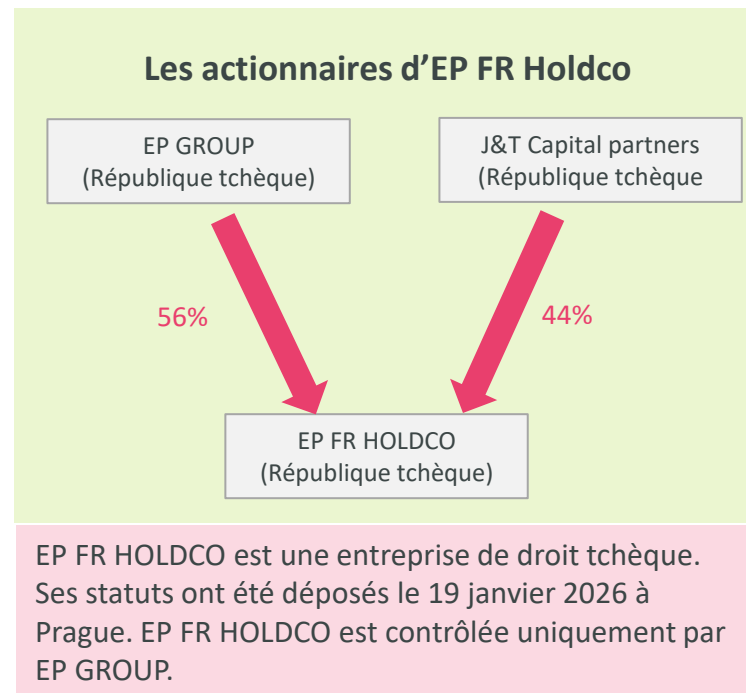 Les actionnaires d’EP FR Holdco
EP GROUP
(République tchèque)
J&T Capital partners
(République tchèque
56%
44%
EP FR HOLDCO
(République tchèque)
EP FR HOLDCO est une entreprise de droit tchèque.
Ses statuts ont été déposés le 19 janvier 2026 à
Prague. EP FR HOLDCO est contrôlée uniquement par
EP GROUP.